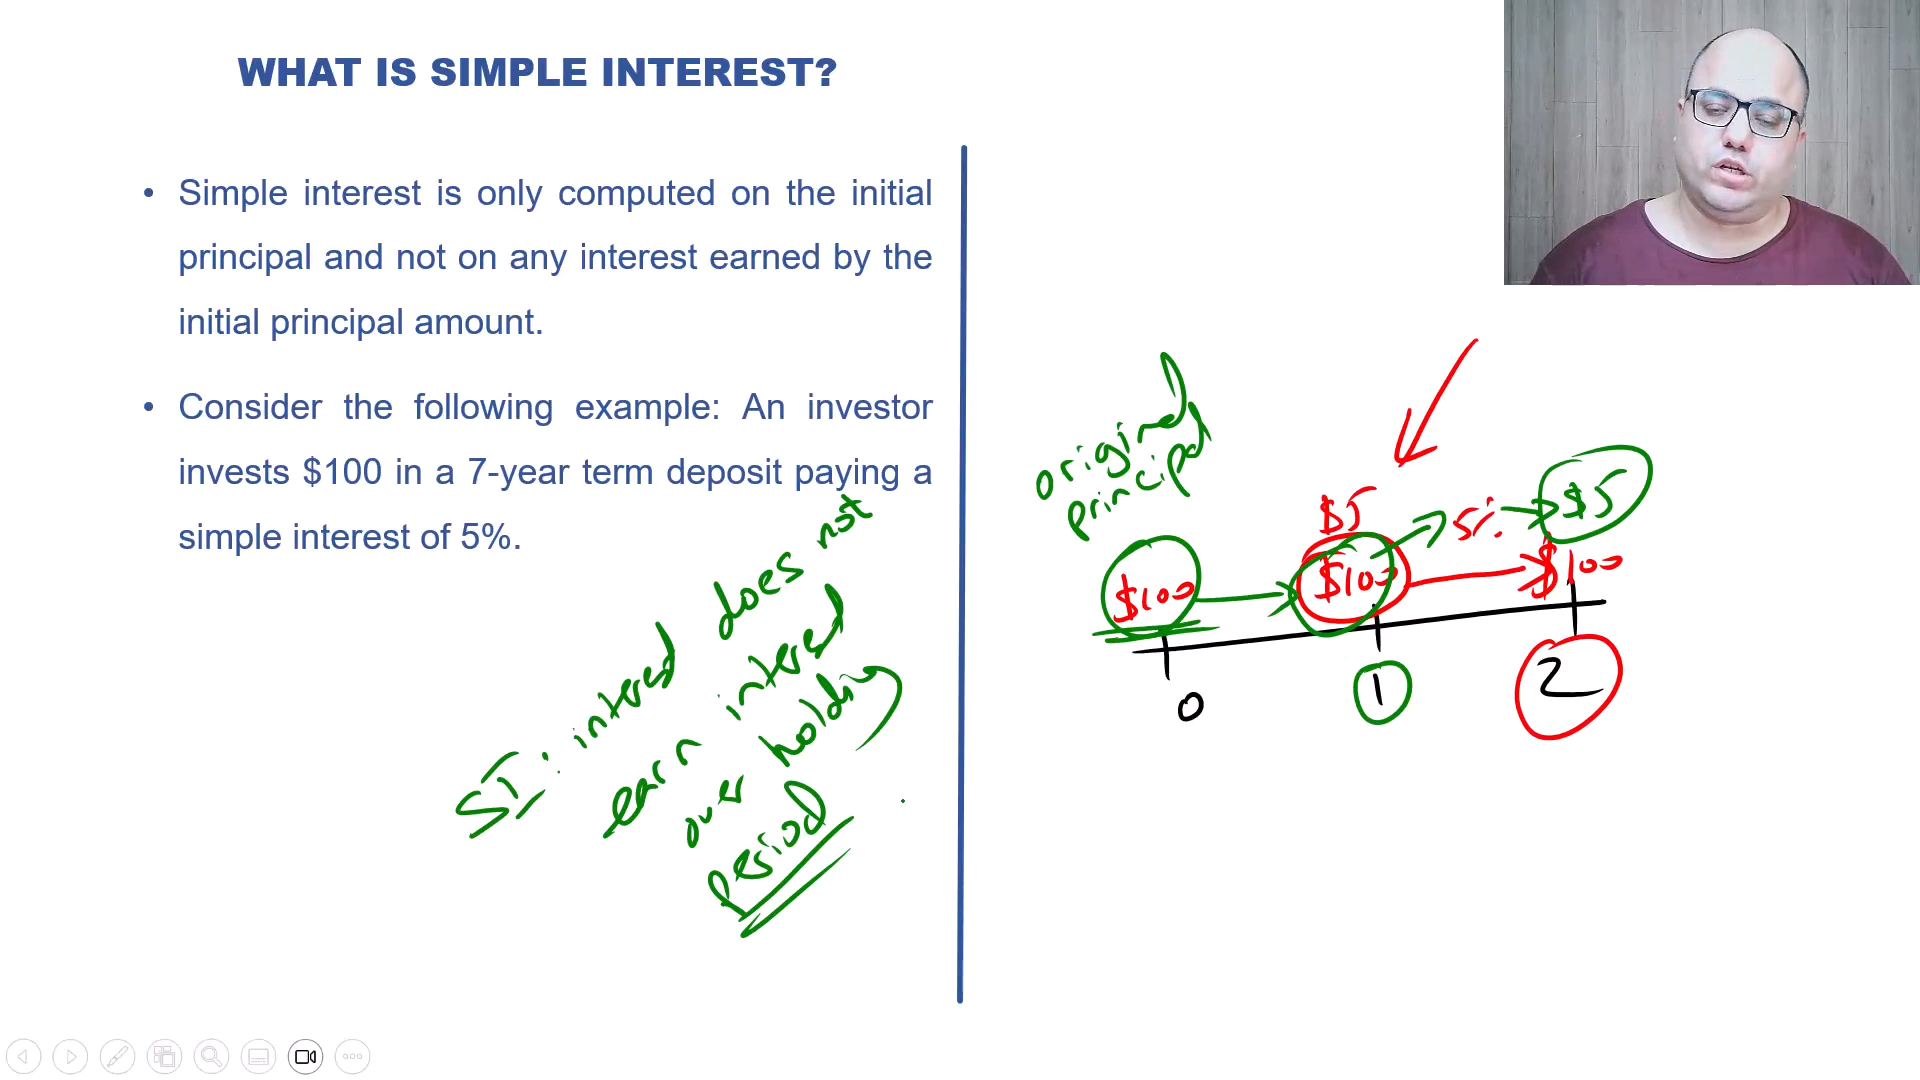 WHAT IS SIMPLE INTEREST?
• Simple interest is only computed on the initial
principal and not on any interest earned by the
initial principal amount.
• Consider the following example: An investor
invests $100 in a 7-year term deposit paying a
simple interest of 5%.
SI: interest does not
earn interest
over holding
period
original
principal
$5 5% $5
$100 $100 $100
0 1 2